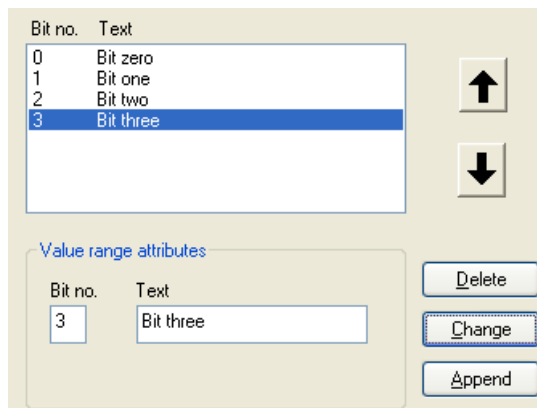 Bit no. Text
0 Bit zero
1 Bit one
2 Bit two
3 Bit three
Value range attributes
Bit no. Text
3 Bit three
Delete
Change
Append